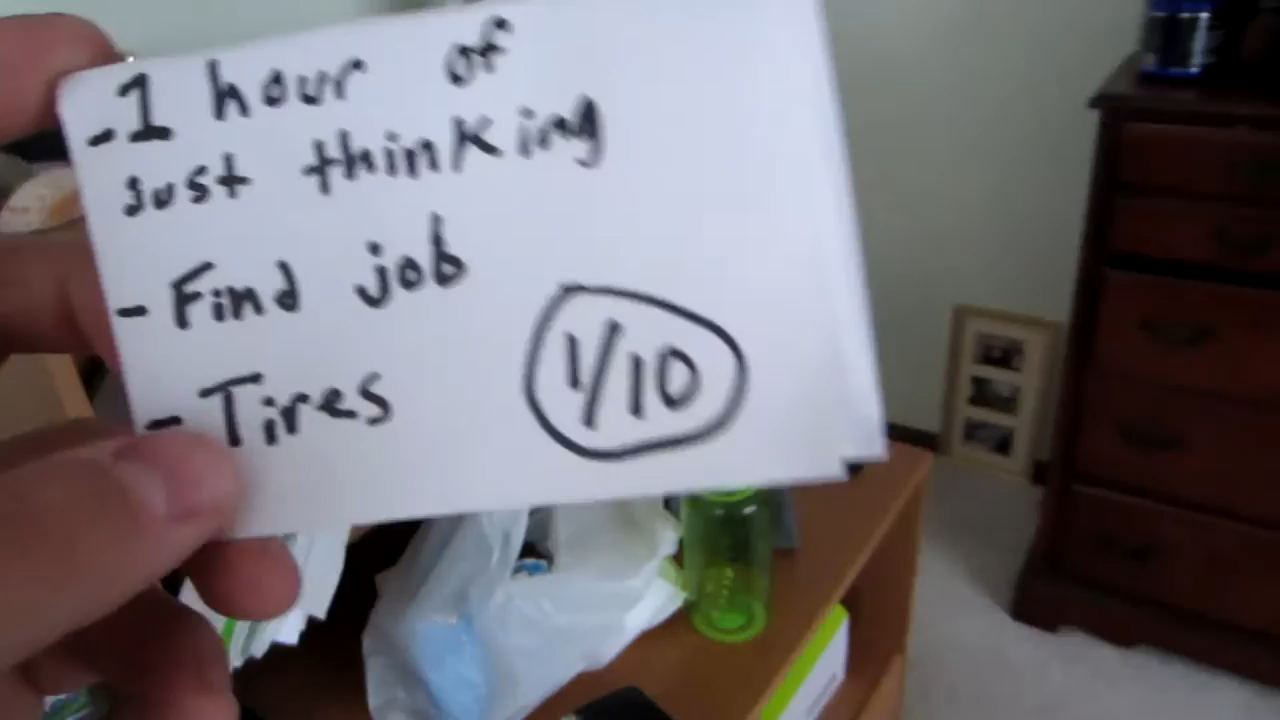 -1 hour of
just thinking
- Find job
- Tires
1/10